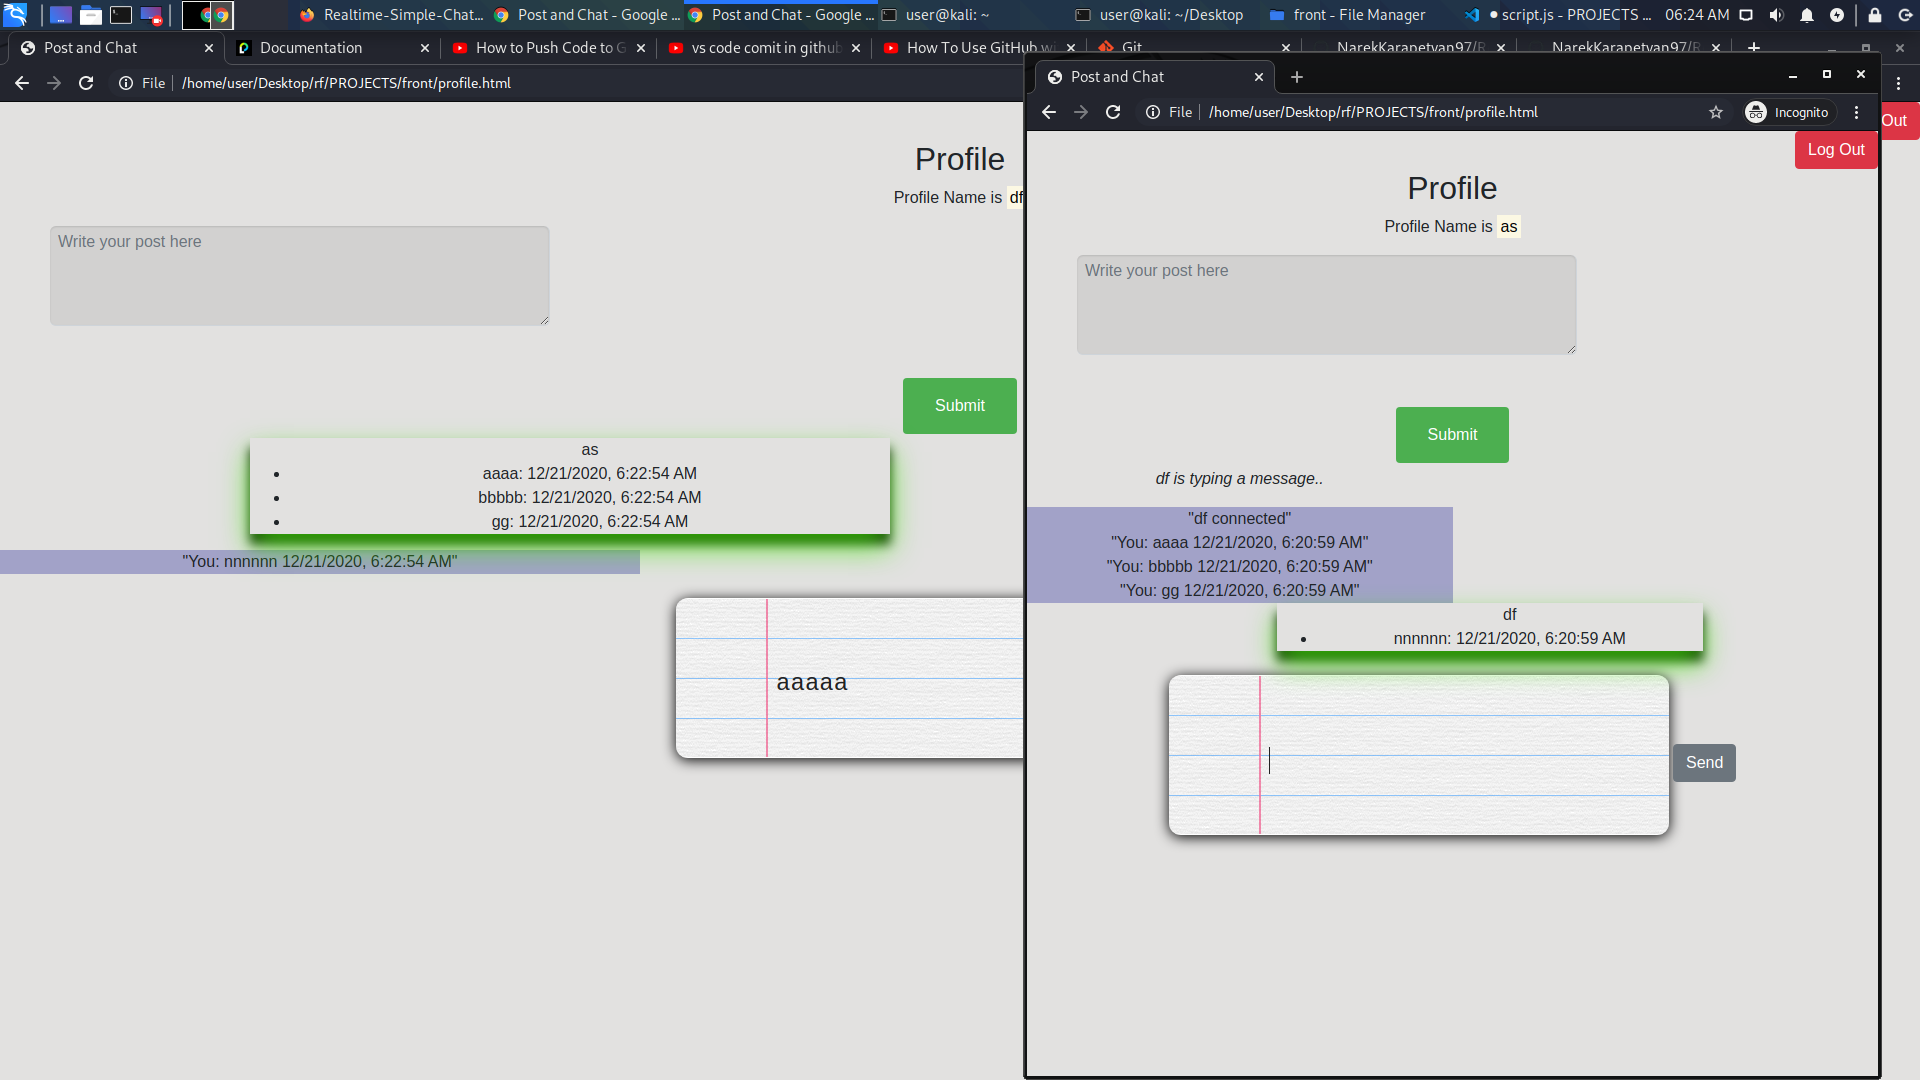 Realtime-Simple-Chat... Post and Chat - Google ... Post and Chat - Google ... user@kali: ~ user@kali: ~/Desktop front - File Manager ● script.js - PROJECTS ... 06:24 AM
Post and Chat Documentation How to Push Code to G vs code comit in github How To Use GitHub wi Git NarekKarapetyan97/R NarekKarapetyan97/R
File /home/user/Desktop/rf/PROJECTS/front/profile.html
Out
Profile
Profile Name is df
Write your post here
Submit
as
aaaa: 12/21/2020, 6:22:54 AM
bbbbb: 12/21/2020, 6:22:54 AM
gg: 12/21/2020, 6:22:54 AM
"You: nnnnnn 12/21/2020, 6:22:54 AM"
aaaaa
Post and Chat
File /home/user/Desktop/rf/PROJECTS/front/profile.html Incognito
Log Out
Profile
Profile Name is as
Write your post here
Submit
df is typing a message..
"df connected"
"You: aaaa 12/21/2020, 6:20:59 AM"
"You: bbbbb 12/21/2020, 6:20:59 AM"
"You: gg 12/21/2020, 6:20:59 AM"
df
nnnnnn: 12/21/2020, 6:20:59 AM
Send